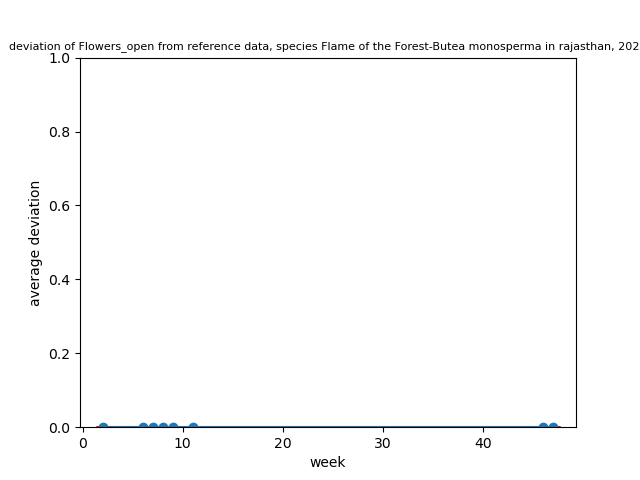 deviation of Flowers_open from reference data, species Flame of the Forest-Butea monosperma in rajasthan, 202
1.0
0.8
0.6
0.4
0.2
0.0
average deviation
0 10 20 30 40
week